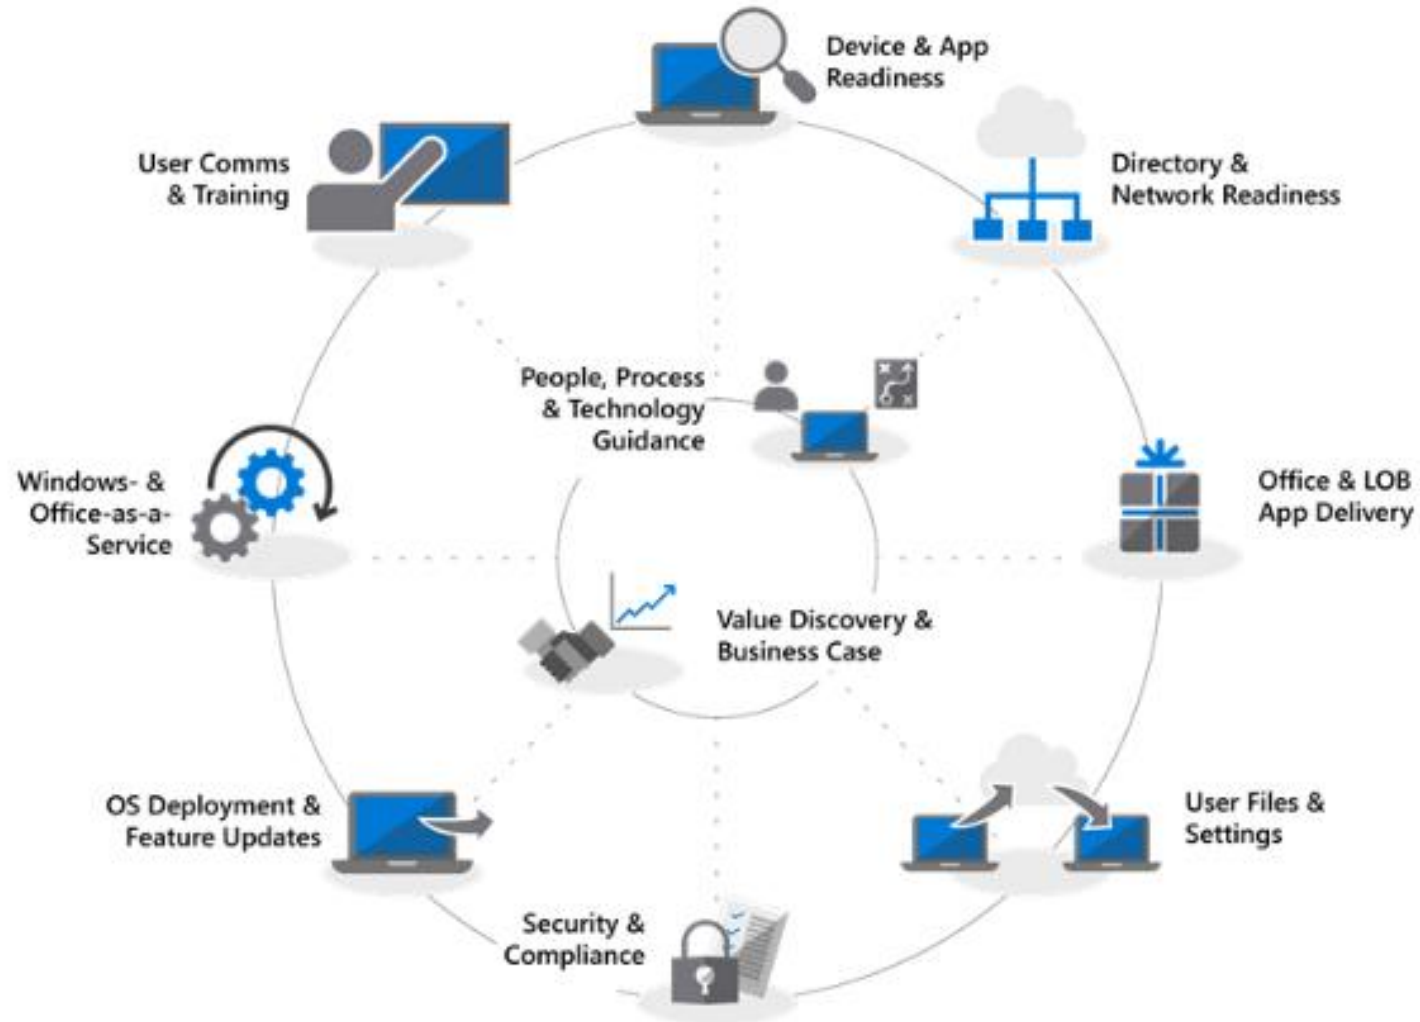 Device & App
Readiness
Directory &
Network Readiness
Office & LOB
App Delivery
User Files &
Settings
Security &
Compliance
OS Deployment &
Feature Updates
Windows- &
Office-as-a-
Service
User Comms
& Training
People, Process
& Technology
Guidance
Value Discovery &
Business Case